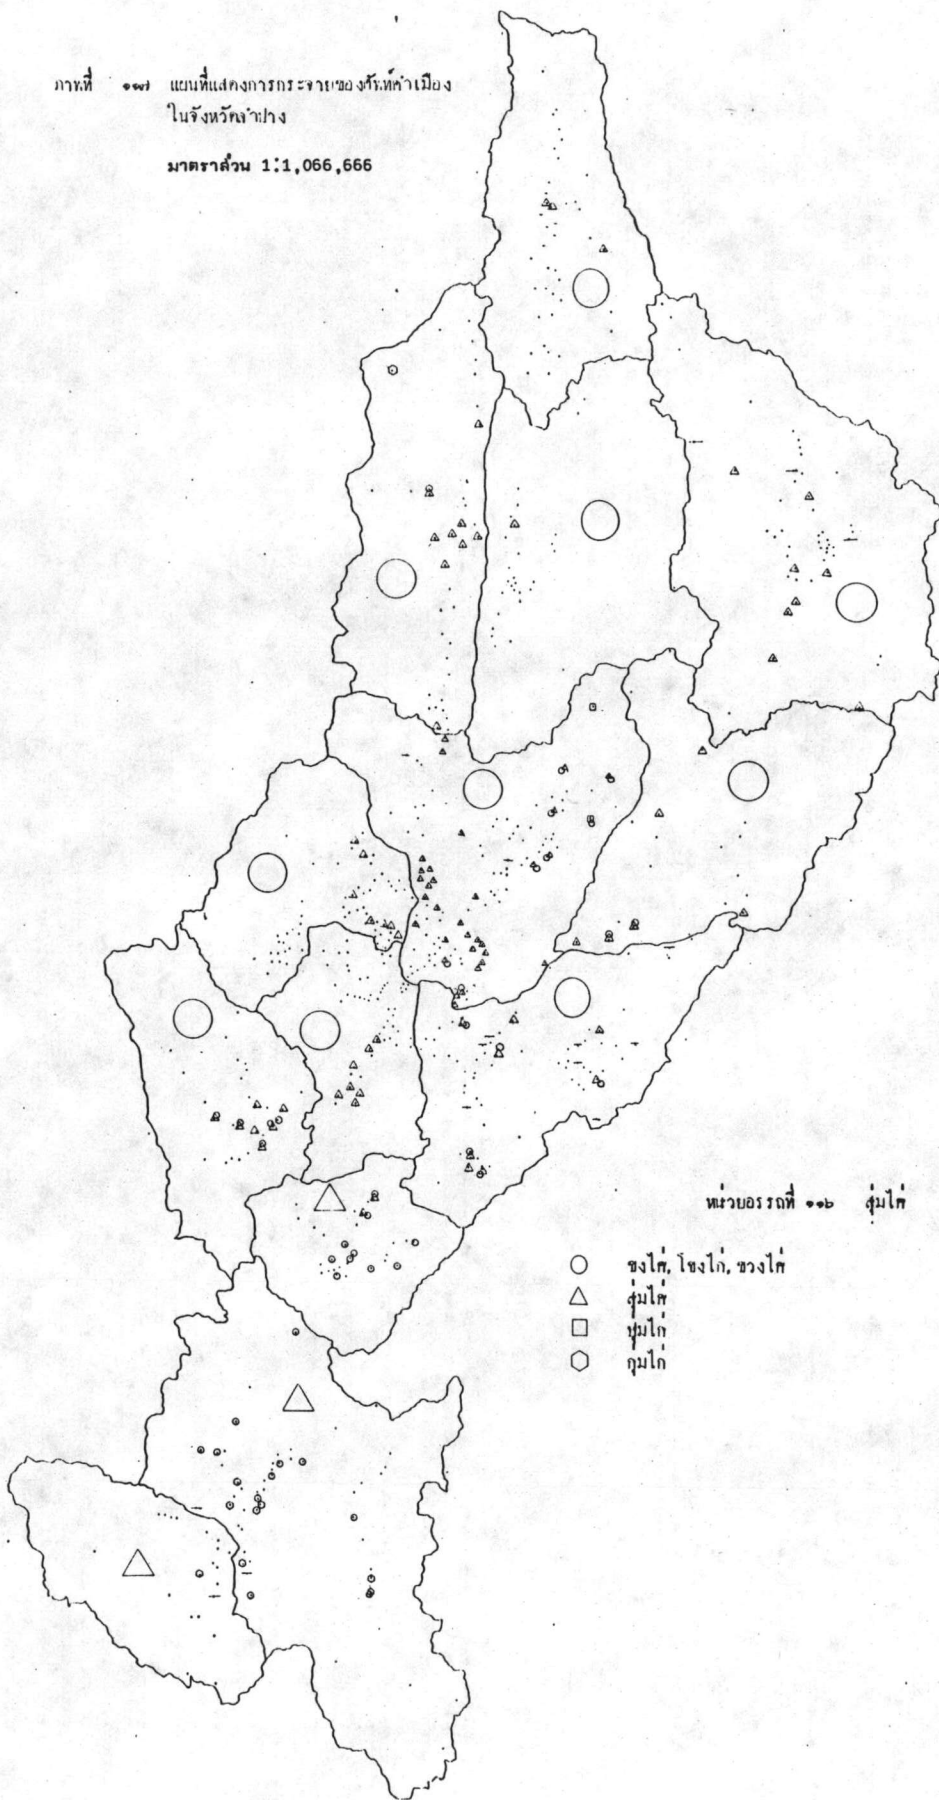 ภาพที่ ๑๑๗ แผนที่แสดงการกระจายของศัพท์คำเมือง
ในจังหวัดลำปาง
มาตราส่วน 1:1,066,666
หน่วยอรรถที่ ๑๑๖ สุ่มไก่
ขงไก่, โขงไก่, ขวงไก่
สุ่มไก่
ซุ่มไก่
กุมไก่